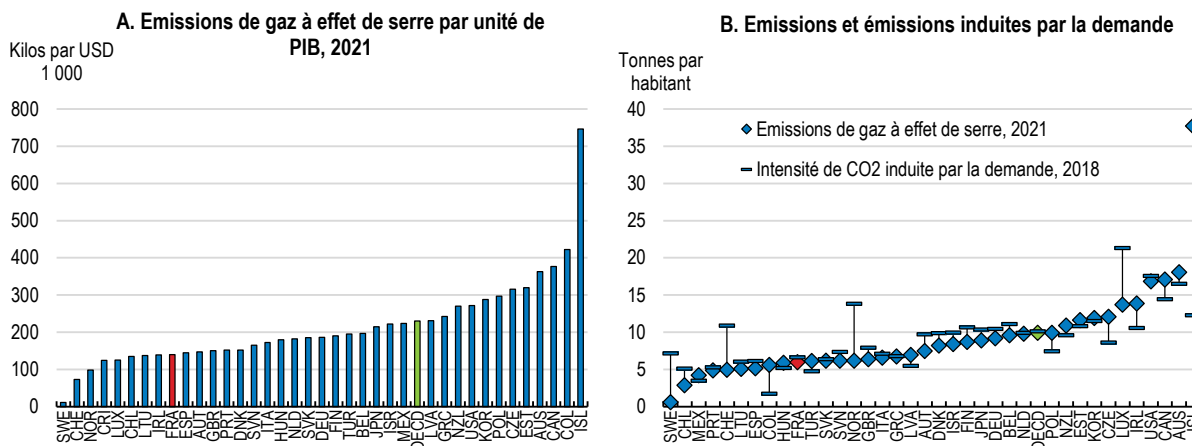 A. Emissions de gaz à effet de serre par unité de
PIB, 2021
Kilos par USD
1 000
800
700
600
500
400
300
200
100
0
SWE
CHE
NOR
CRI
LUX
CHL
LTU
IRL
FRA
ESP
AUT
GBR
PRT
DNK
SVN
ITA
HUN
NLD
SVK
DEU
FIN
TUR
BEL
JPN
ISR
MEX
OECD
LVA
GRC
NZL
USA
KOR
POL
CZE
EST
AUS
CAN
COL
ISL
B. Emissions et émissions induites par la demande
Tonnes par
habitant
40
35
30
25
20
15
10
5
0
Emissions de gaz à effet de serre, 2021
Intensité de CO2 induite par la demande, 2018
SWE
CHL
MEX
PRT
CHE
LTU
ESP
COL
HUN
FRA
TUR
SVK
SVN
NOR
GBR
ITA
GRC
LVA
AUT
DNK
ISR
FIN
JPN
DEU
BEL
NLD
OECD
POL
NZL
EST
KOR
CZE
LUX
IRL
USA
CAN
AUS
ISL